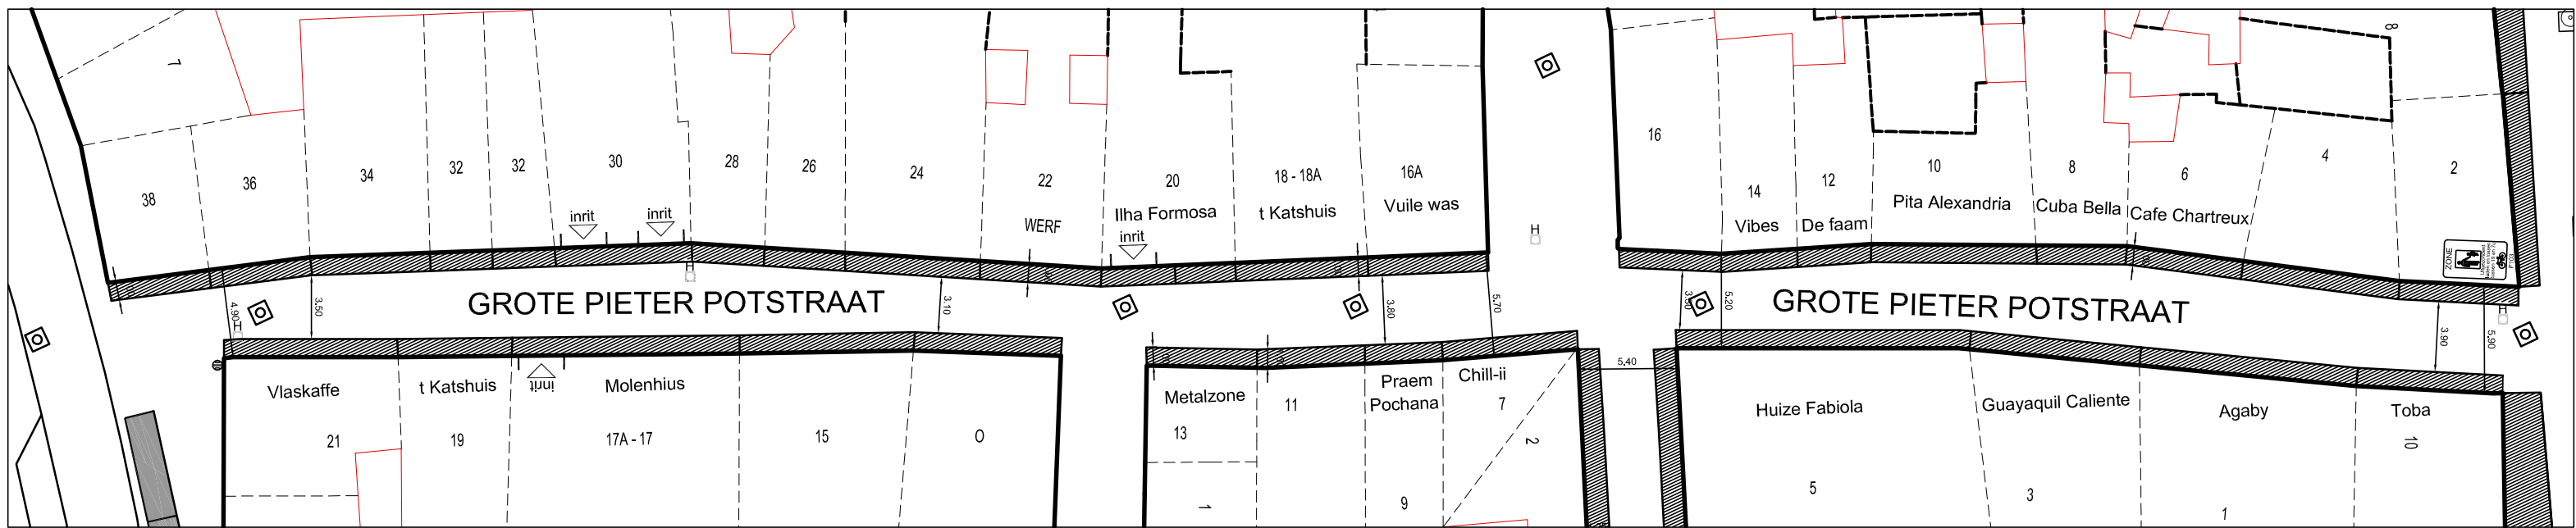 7
8
38
36
34
32
32
30
28
26
24
22
20
18 - 18A
16A
16
14
12
10
8
6
4
2
inrit
inrit
WERF
Ilha Formosa
inrit
t Katshuis
Vuile was
Vibes
De faam
Pita Alexandria
Cuba Bella
Cafe Chartreux
ZONE
H
H
H
H
4.90
3.50
GROTE PIETER POTSTRAAT
3.10
3.80
5.70
5.20
GROTE PIETER POTSTRAAT
3.90
5.90
5.40
Vlaskaffe
t Katshuis
inrit
Molenhius
21
19
17A - 17
15
O
Metalzone
13
11
1
Praem
Pochana
9
Chill-ii
7
2
Huize Fabiola
5
Guayaquil Caliente
3
Agaby
1
Toba
10